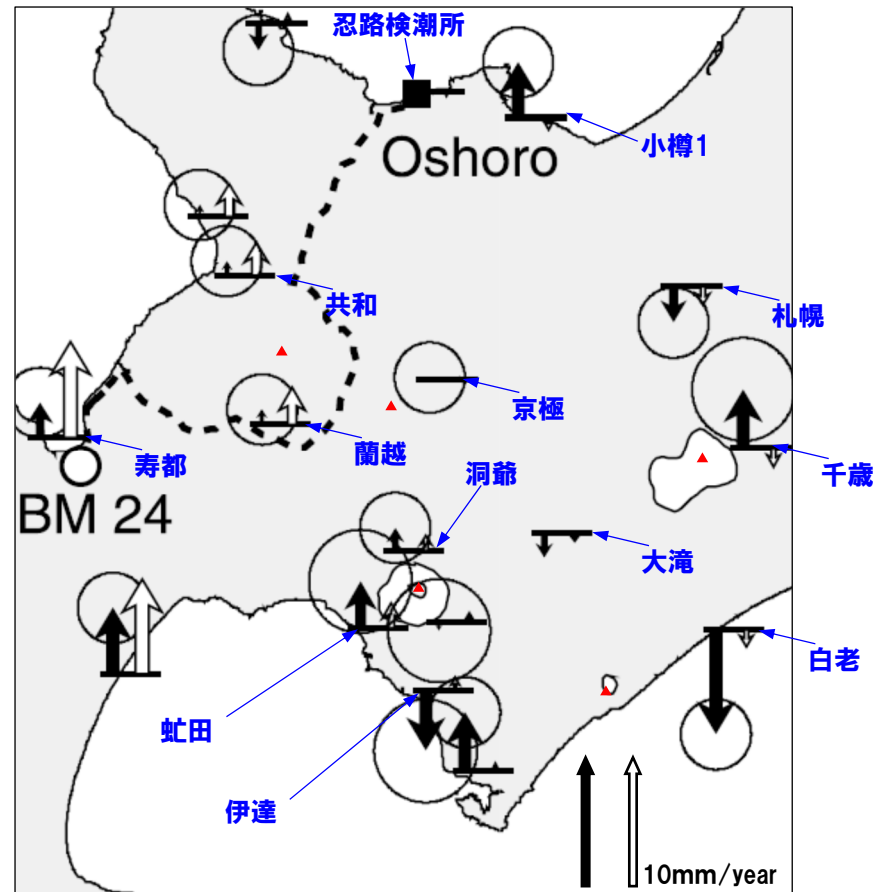 忍路検潮所
Oshoro
小樽1
共和
札幌
京極
蘭越
寿都
千歳
BM 24
洞爺
大滝
白老
虻田
伊達
10mm/year